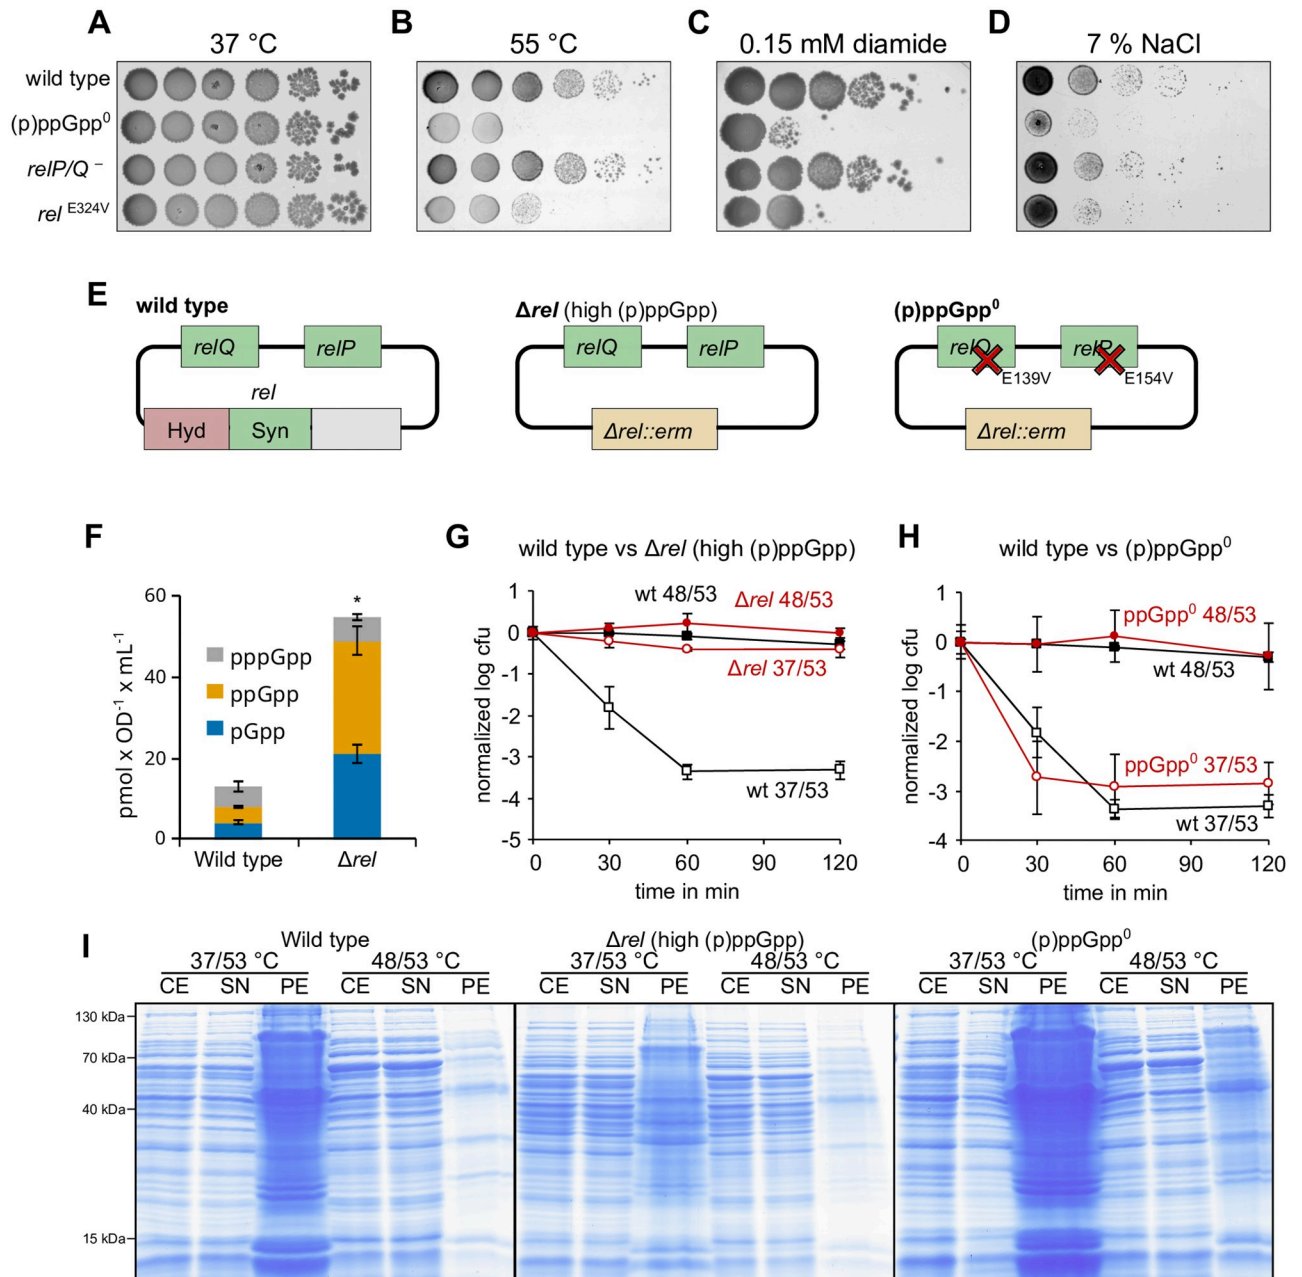 A
37 °C
B
55 °C
C
0.15 mM diamide
D
7 % NaCl
wild type
(p)ppGpp⁰
relP/Q ⁻
rel ᴱ³²⁴ⱽ
E
wild type
relQ
relP
rel
Hyd
Syn
Δrel (high (p)ppGpp)
relQ
relP
Δrel::erm
(p)ppGpp⁰
relQ
relP
E139V
E154V
Δrel::erm
F
60
40
20
0
pmol x OD⁻¹ x mL⁻¹
pppGpp
ppGpp
pGpp
*
Wild type
Δrel
G
wild type vs Δrel (high (p)ppGpp)
1
0
-1
-2
-3
-4
-5
normalized log cfu
wt 48/53
Δrel 48/53
Δrel 37/53
wt 37/53
0 30 60 90 120
time in min
H
wild type vs (p)ppGpp⁰
1
0
-1
-2
-3
-4
normalized log cfu
ppGpp⁰ 48/53
wt 48/53
ppGpp⁰ 37/53
wt 37/53
0 30 60 90 120
time in min
I
Wild type
37/53 °C 48/53 °C
CE SN PE CE SN PE
Δrel (high (p)ppGpp)
37/53 °C 48/53 °C
CE SN PE CE SN PE
(p)ppGpp⁰
37/53 °C 48/53 °C
CE SN PE CE SN PE
130 kDa
70 kDa
40 kDa
15 kDa